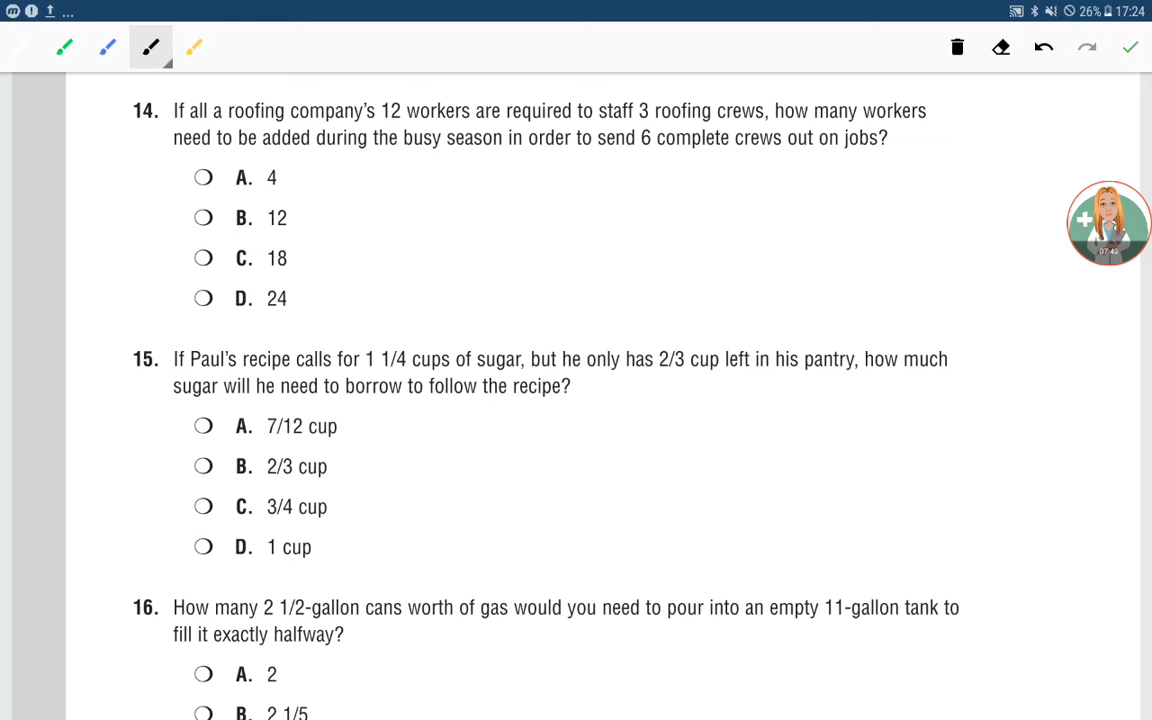 ... 26% 17:24
14. If all a roofing company's 12 workers are required to staff 3 roofing crews, how many workers
need to be added during the busy season in order to send 6 complete crews out on jobs?
A. 4
B. 12
C. 18
D. 24
07:43
15. If Paul's recipe calls for 1 1/4 cups of sugar, but he only has 2/3 cup left in his pantry, how much
sugar will he need to borrow to follow the recipe?
A. 7/12 cup
B. 2/3 cup
C. 3/4 cup
D. 1 cup
16. How many 2 1/2-gallon cans worth of gas would you need to pour into an empty 11-gallon tank to
fill it exactly halfway?
A. 2
B. 2 1/5